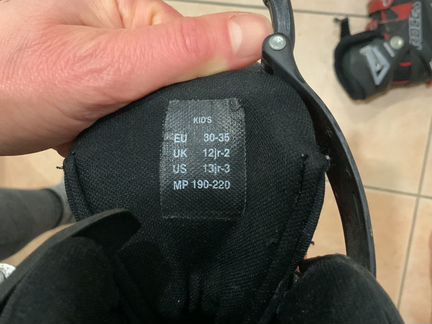 KID'S
EU 30-35
UK 12jr-2
US 13jr-3
MP 190-220